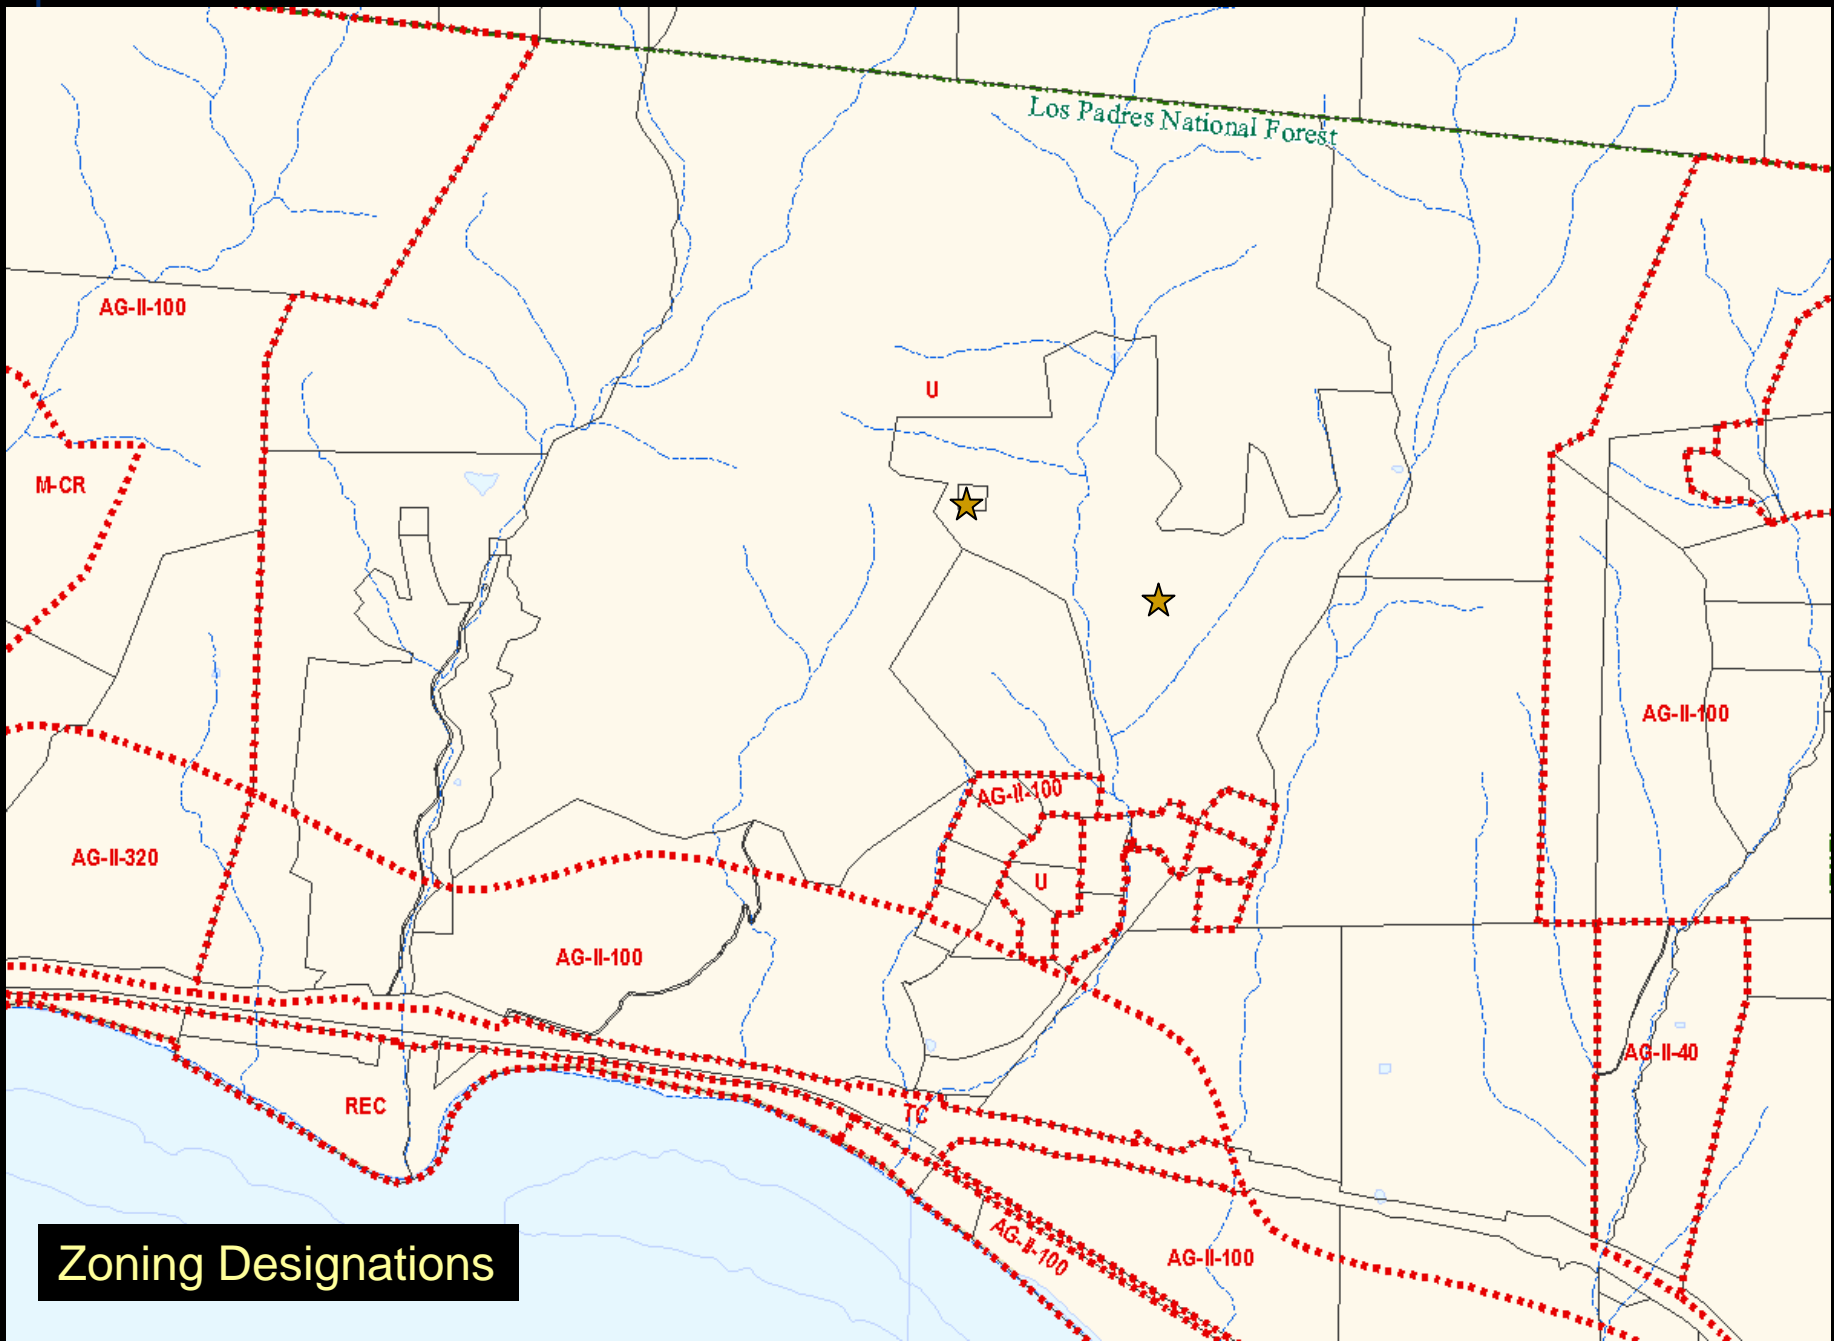 Los Padres National Forest
AG-II-100
U
M-CR
AG-II-100
AG-II-100
AG-II-320
U
AG-II-100
AG-II-40
REC
TC
AG-II-100
AG-II-100
Zoning Designations